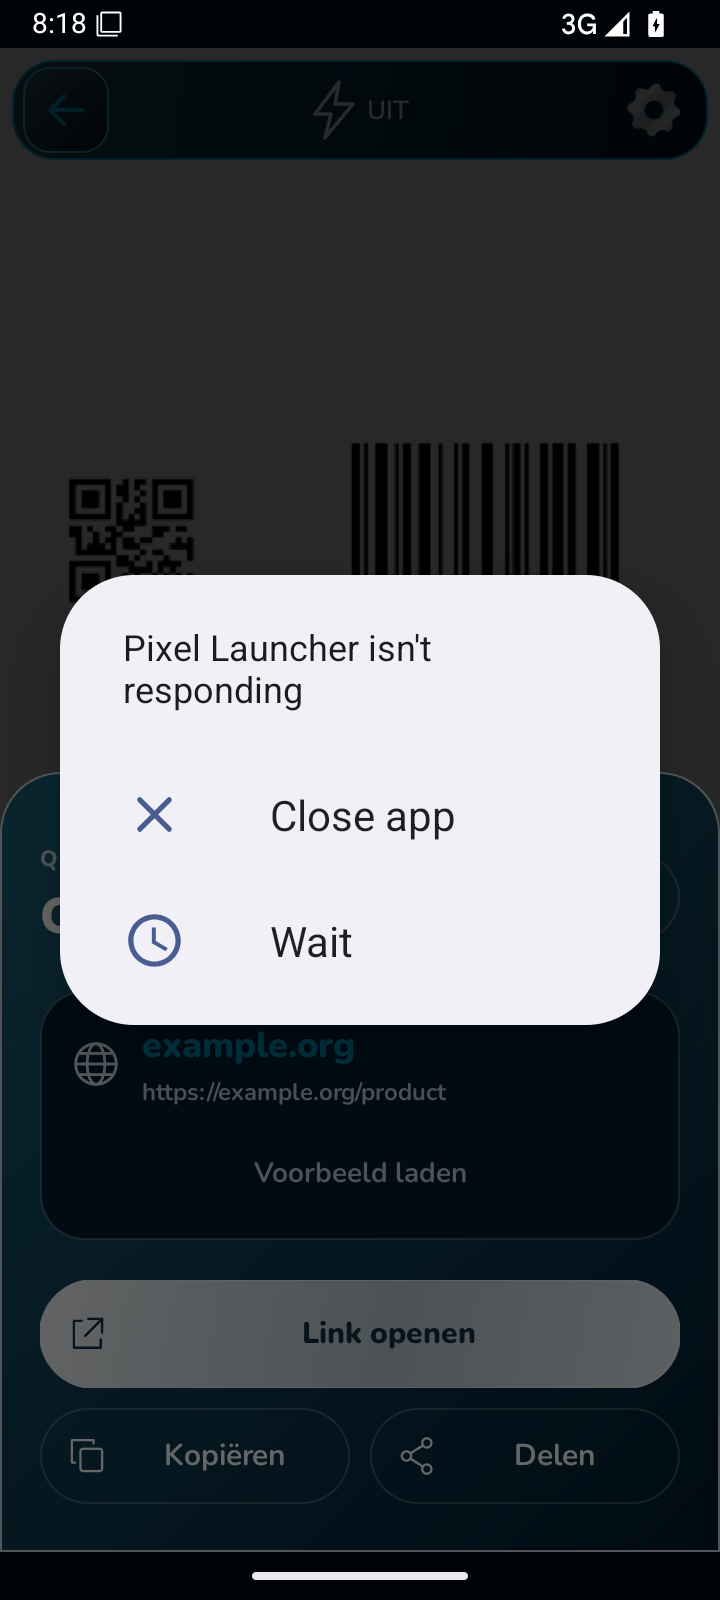 8:18
3G
UIT
Pixel Launcher isn't
responding
Close app
Wait
example.org
https://example.org/product
Voorbeeld laden
Link openen
Kopiëren
Delen